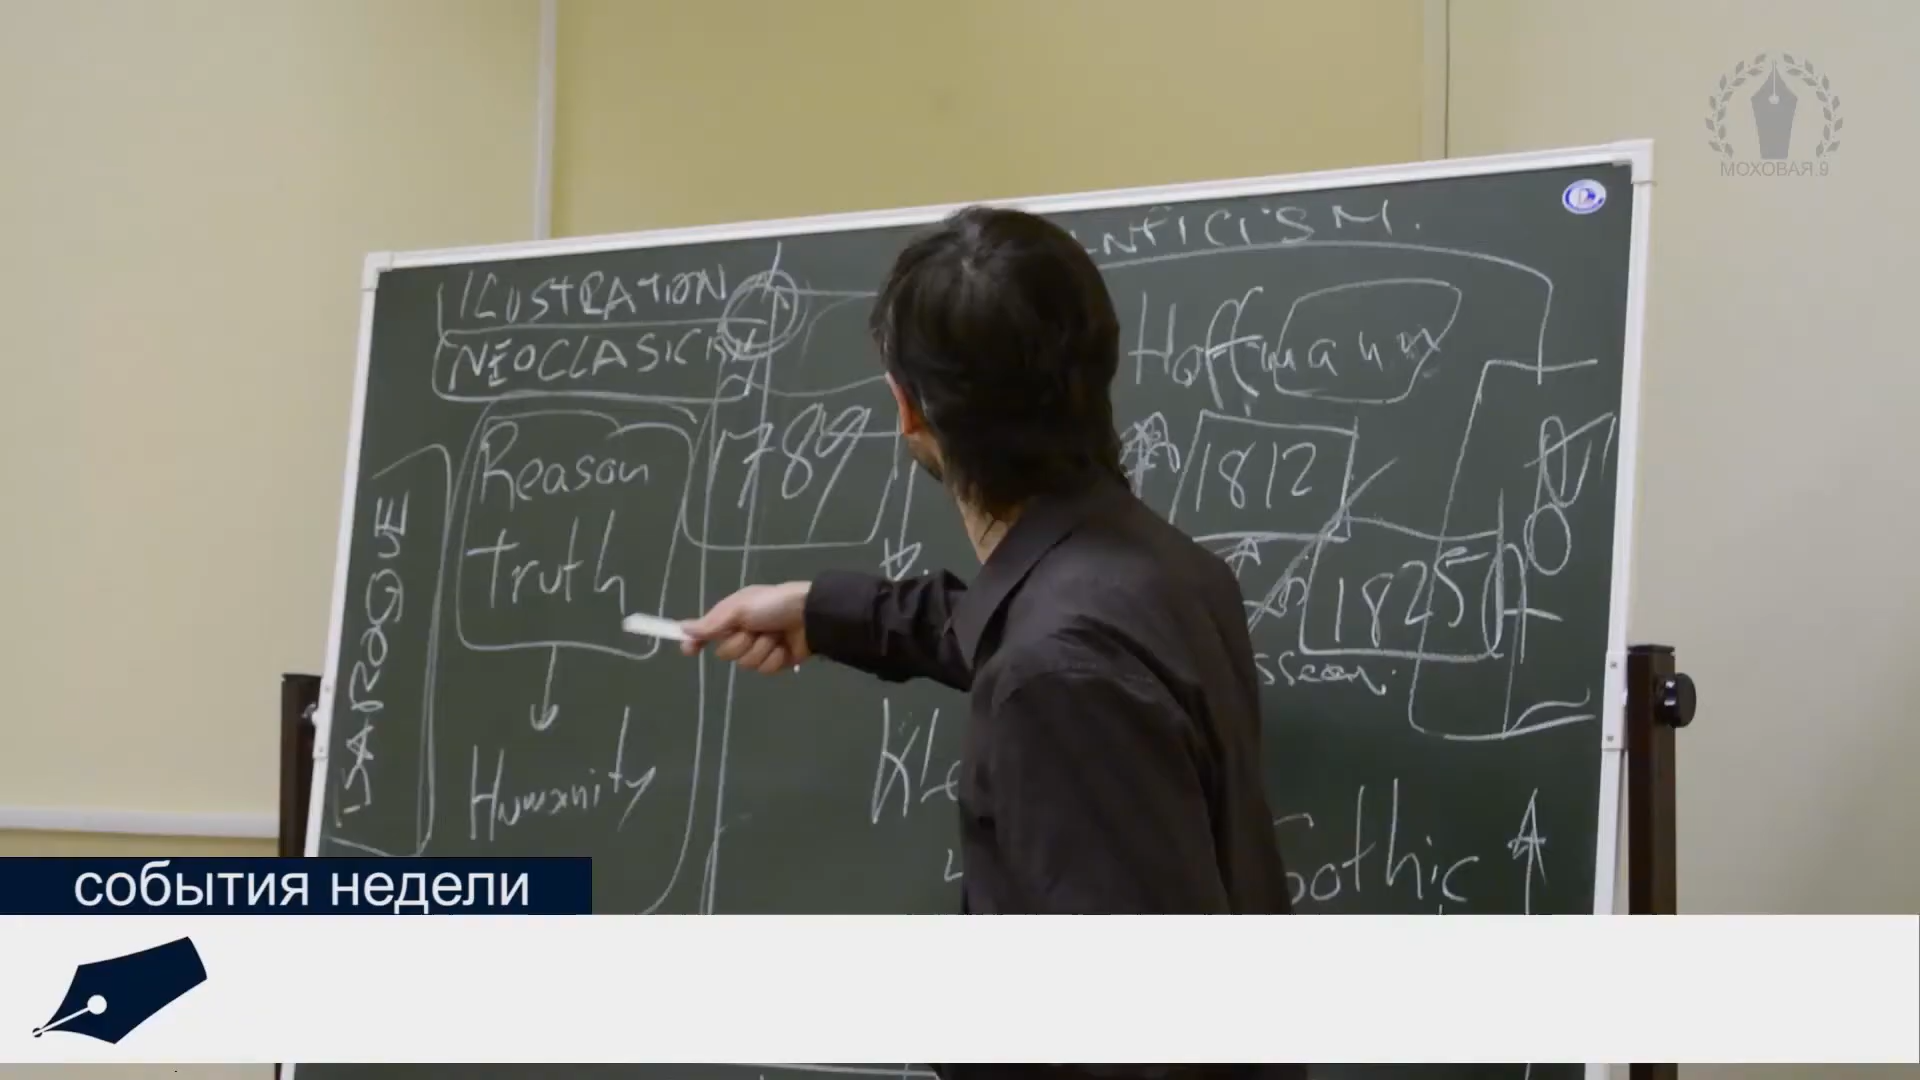 МОХОВАЯ 9
ILUSTRATION
NEOCLASICISM
Hoffmann
BAROQUE
Reason
Truth
1789
1812
1825
Humanity
Gothic
события недели